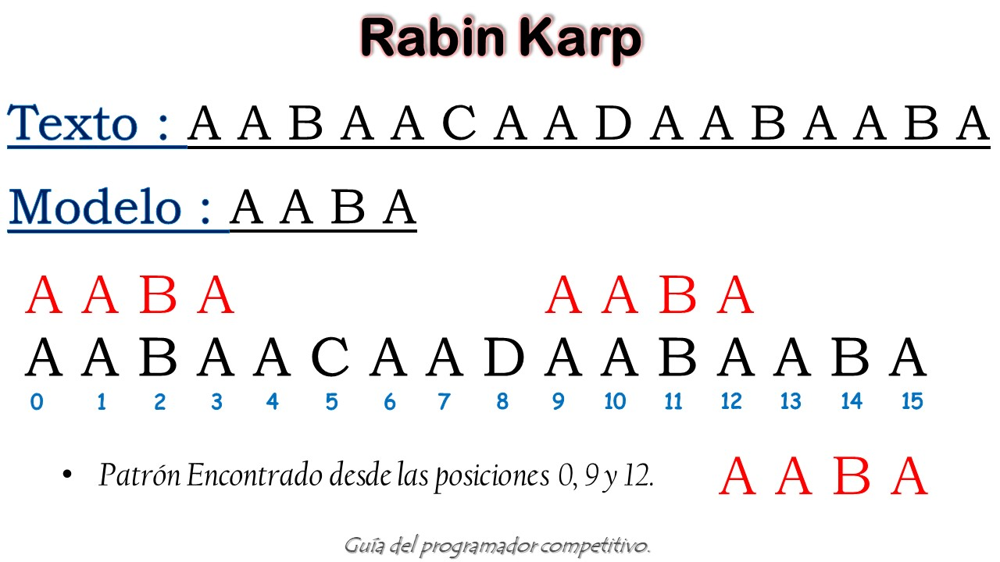 Rabin Karp
Texto : A A B A A C A A D A A B A A B A
Modelo : A A B A
A A B A A A B A
A A B A A C A A D A A B A A B A
0 1 2 3 4 5 6 7 8 9 10 11 12 13 14 15
• Patrón Encontrado desde las posiciones 0, 9 y 12.
A A B A
Guía del programador competitivo.